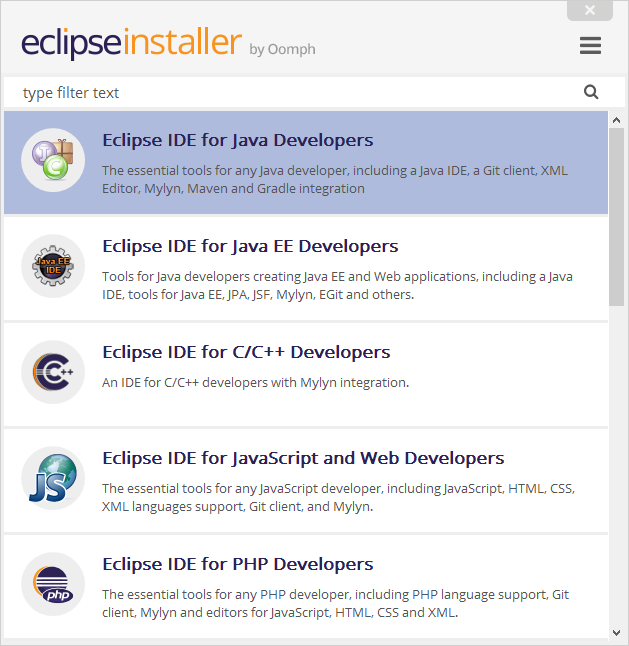 eclipseinstaller by Oomph
type filter text
Eclipse IDE for Java Developers
The essential tools for any Java developer, including a Java IDE, a Git client, XML
Editor, Mylyn, Maven and Gradle integration
Java EE
IDE
Eclipse IDE for Java EE Developers
Tools for Java developers creating Java EE and Web applications, including a Java
IDE, tools for Java EE, JPA, JSF, Mylyn, EGit and others.
C++
Eclipse IDE for C/C++ Developers
An IDE for C/C++ developers with Mylyn integration.
JS
Eclipse IDE for JavaScript and Web Developers
The essential tools for any JavaScript developer, including JavaScript, HTML, CSS,
XML languages support, Git client, and Mylyn.
php
Eclipse IDE for PHP Developers
The essential tools for any PHP developer, including PHP language support, Git
client, Mylyn and editors for JavaScript, HTML, CSS and XML.